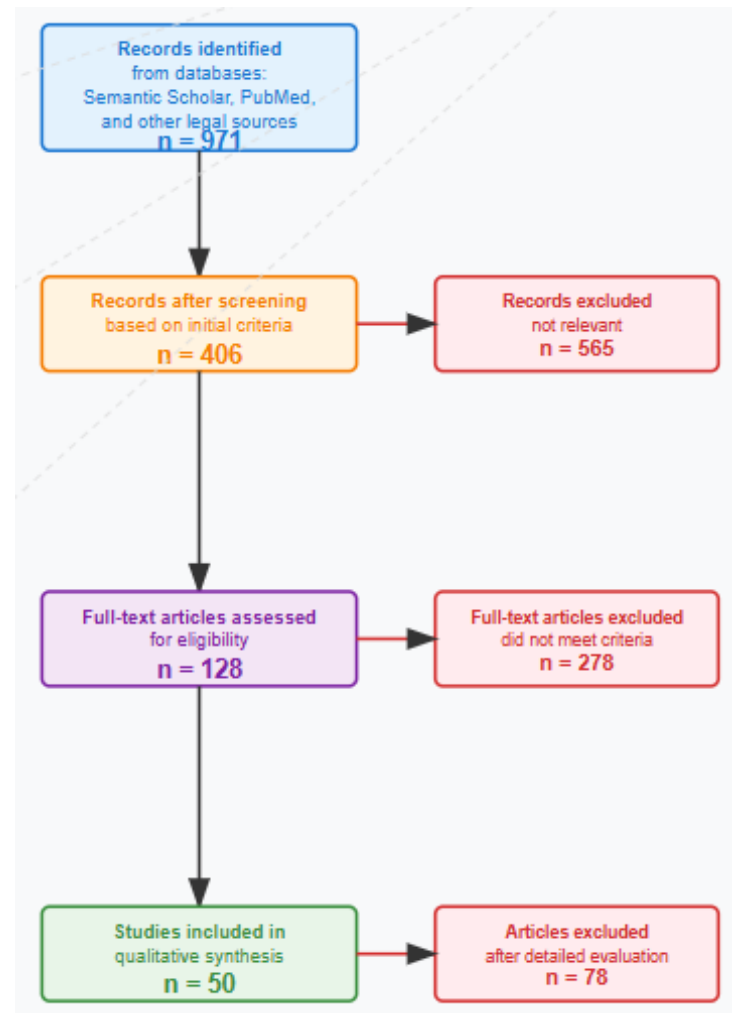 Records identified
from databases:
Semantic Scholar, PubMed,
and other legal sources
n = 971
Records after screening
based on initial criteria
n = 406
Records excluded
not relevant
n = 565
Full-text articles assessed
for eligibility
n = 128
Full-text articles excluded
did not meet criteria
n = 278
Studies included in
qualitative synthesis
n = 50
Articles excluded
after detailed evaluation
n = 78